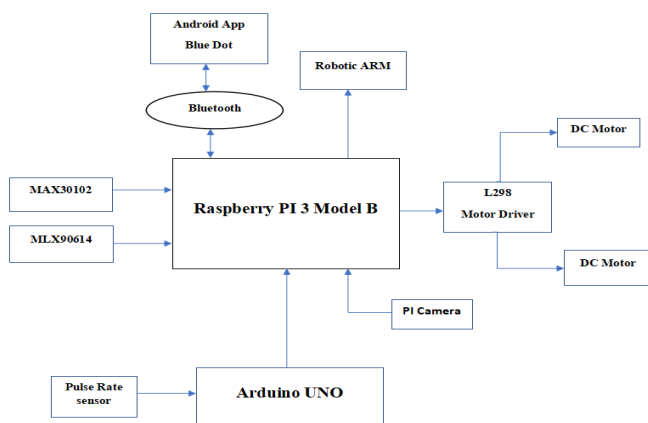 Android App
Blue Dot
Robotic ARM
Bluetooth
DC Motor
MAX30102
Raspberry PI 3 Model B
L298
Motor Driver
MLX90614
DC Motor
PI Camera
Pulse Rate
sensor
Arduino UNO